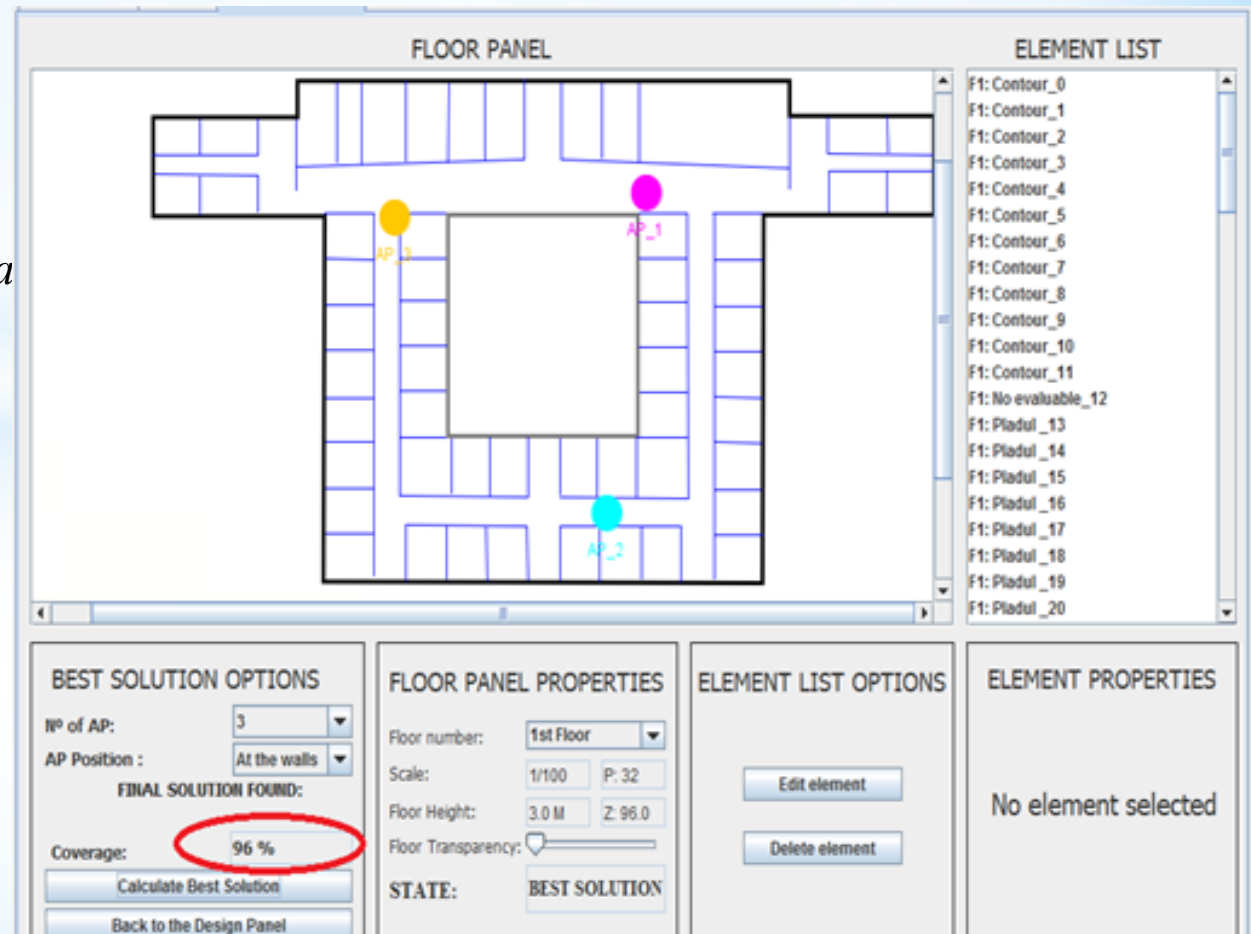 FLOOR PANEL
ELEMENT LIST
AP_1
AP_3
AP_2
a
F1: Contour_0
F1: Contour_1
F1: Contour_2
F1: Contour_3
F1: Contour_4
F1: Contour_5
F1: Contour_6
F1: Contour_7
F1: Contour_8
F1: Contour_9
F1: Contour_10
F1: Contour_11
F1: No evaluable_12
F1: Pladul _13
F1: Pladul _14
F1: Pladul _15
F1: Pladul _16
F1: Pladul _17
F1: Pladul _18
F1: Pladul _19
F1: Pladul _20
BEST SOLUTION OPTIONS
Nº of AP: 3
AP Position : At the walls
FINAL SOLUTION FOUND:
Coverage: 96 %
Calculate Best Solution
Back to the Design Panel
FLOOR PANEL PROPERTIES
Floor number: 1st Floor
Scale: 1/100 P: 32
Floor Height: 3.0 M Z: 96.0
Floor Transparency:
STATE: BEST SOLUTION
ELEMENT LIST OPTIONS
Edit element
Delete element
ELEMENT PROPERTIES
No element selected